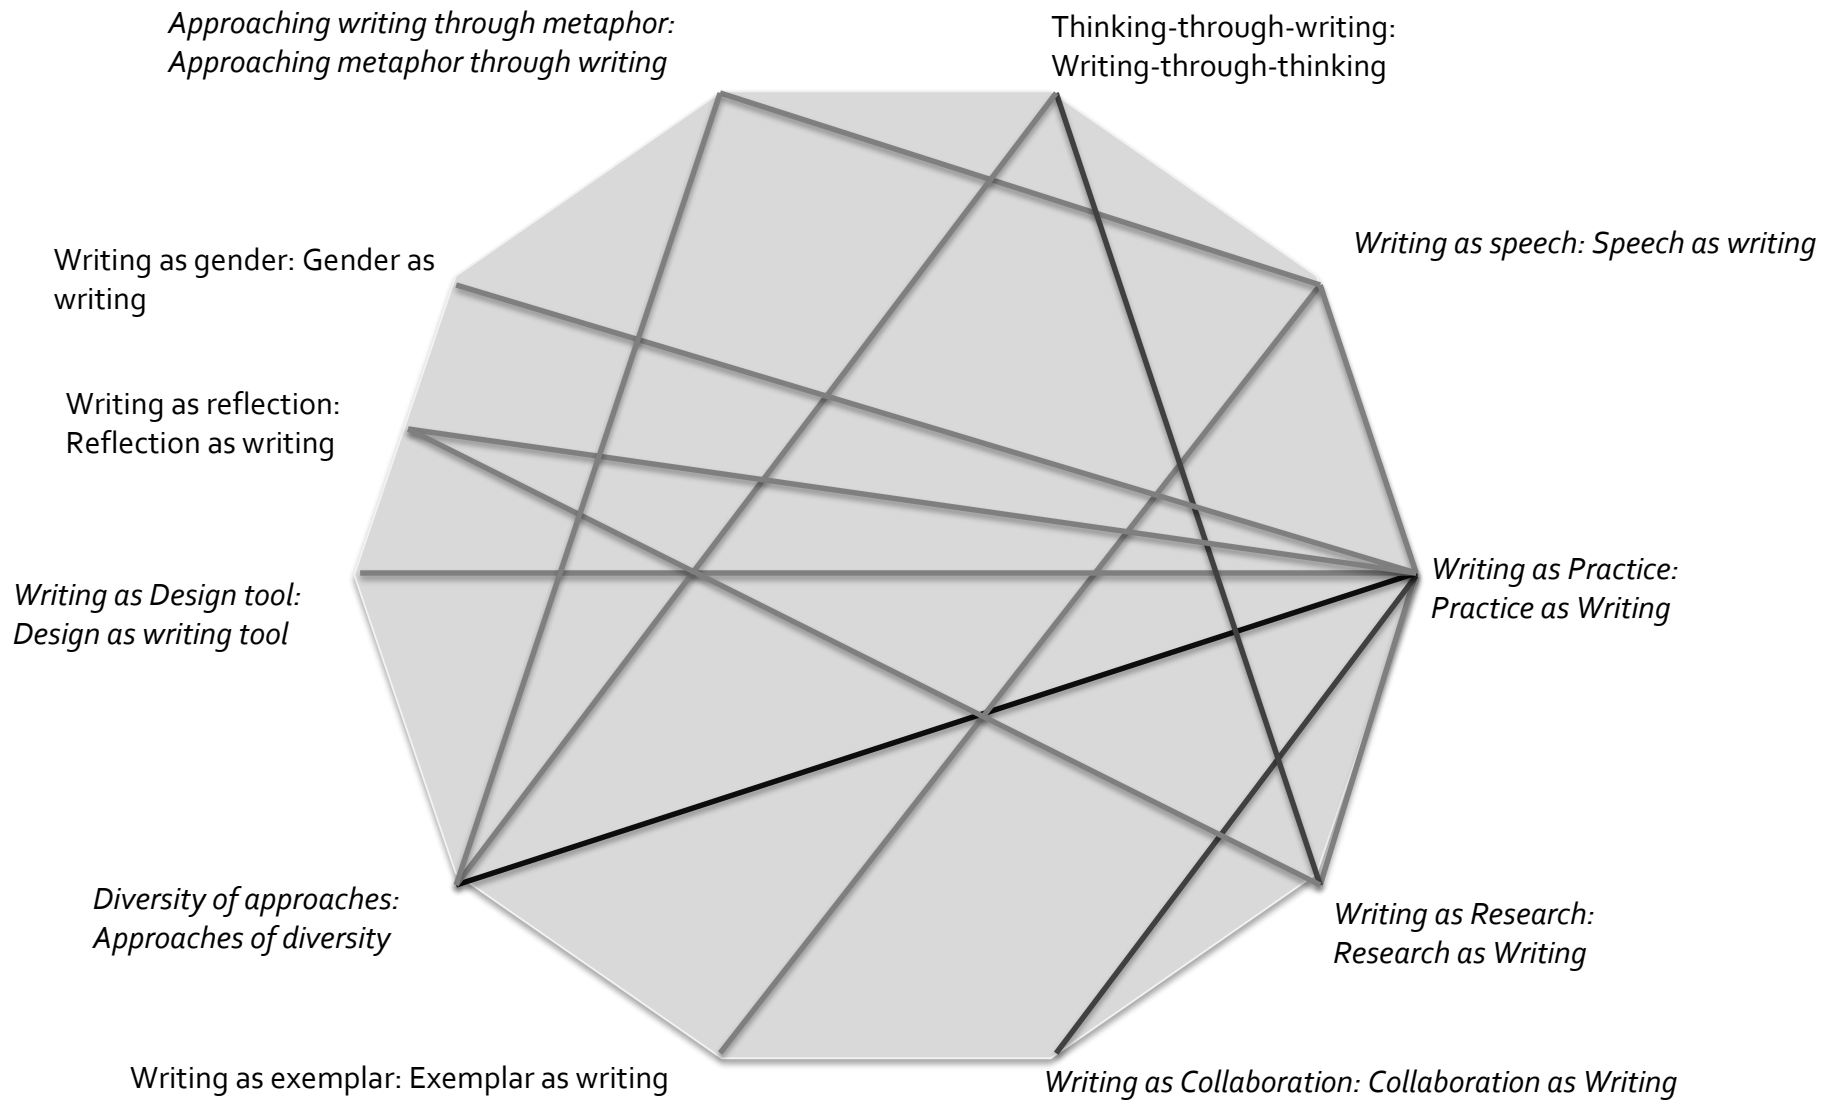 Approaching writing through metaphor:
Approaching metaphor through writing
Thinking-through-writing:
Writing-through-thinking
Writing as speech: Speech as writing
Writing as gender: Gender as
writing
Writing as reflection:
Reflection as writing
Writing as Design tool:
Design as writing tool
Writing as Practice:
Practice as Writing
Diversity of approaches:
Approaches of diversity
Writing as Research:
Research as Writing
Writing as exemplar: Exemplar as writing
Writing as Collaboration: Collaboration as Writing